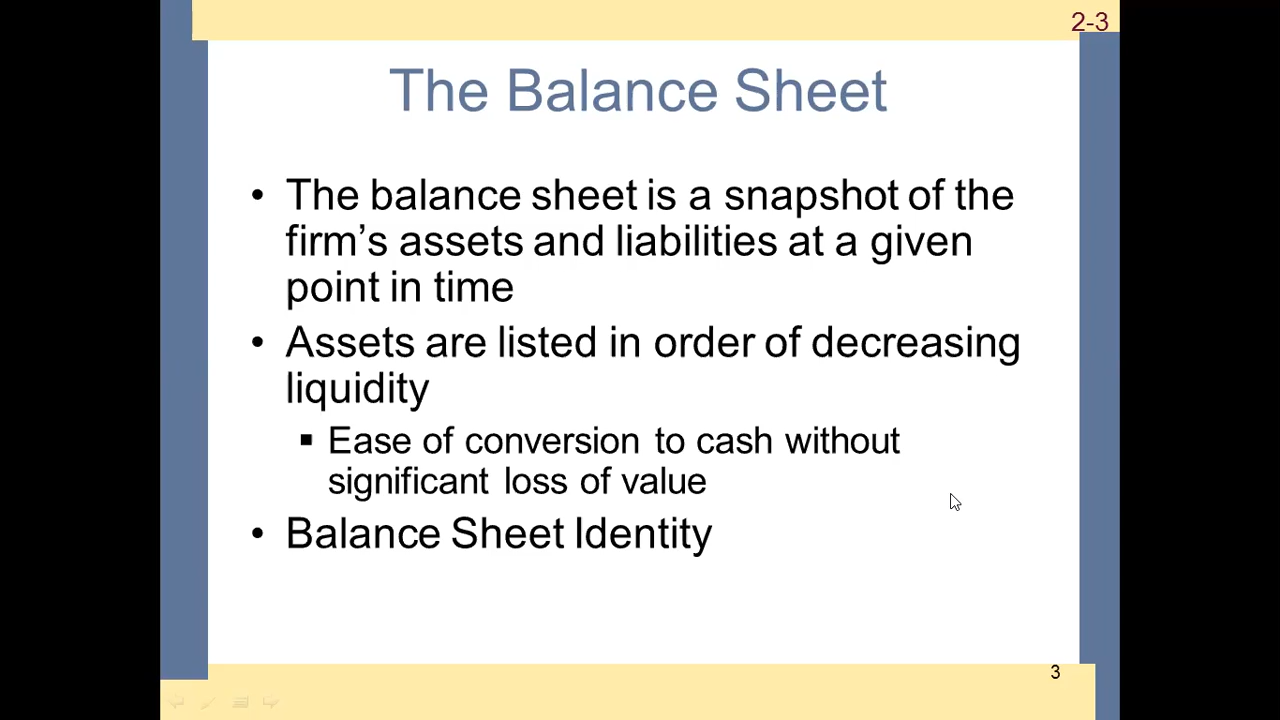 2-3
The Balance Sheet
• The balance sheet is a snapshot of the
firm’s assets and liabilities at a given
point in time
• Assets are listed in order of decreasing
liquidity
▪ Ease of conversion to cash without
significant loss of value
• Balance Sheet Identity
3